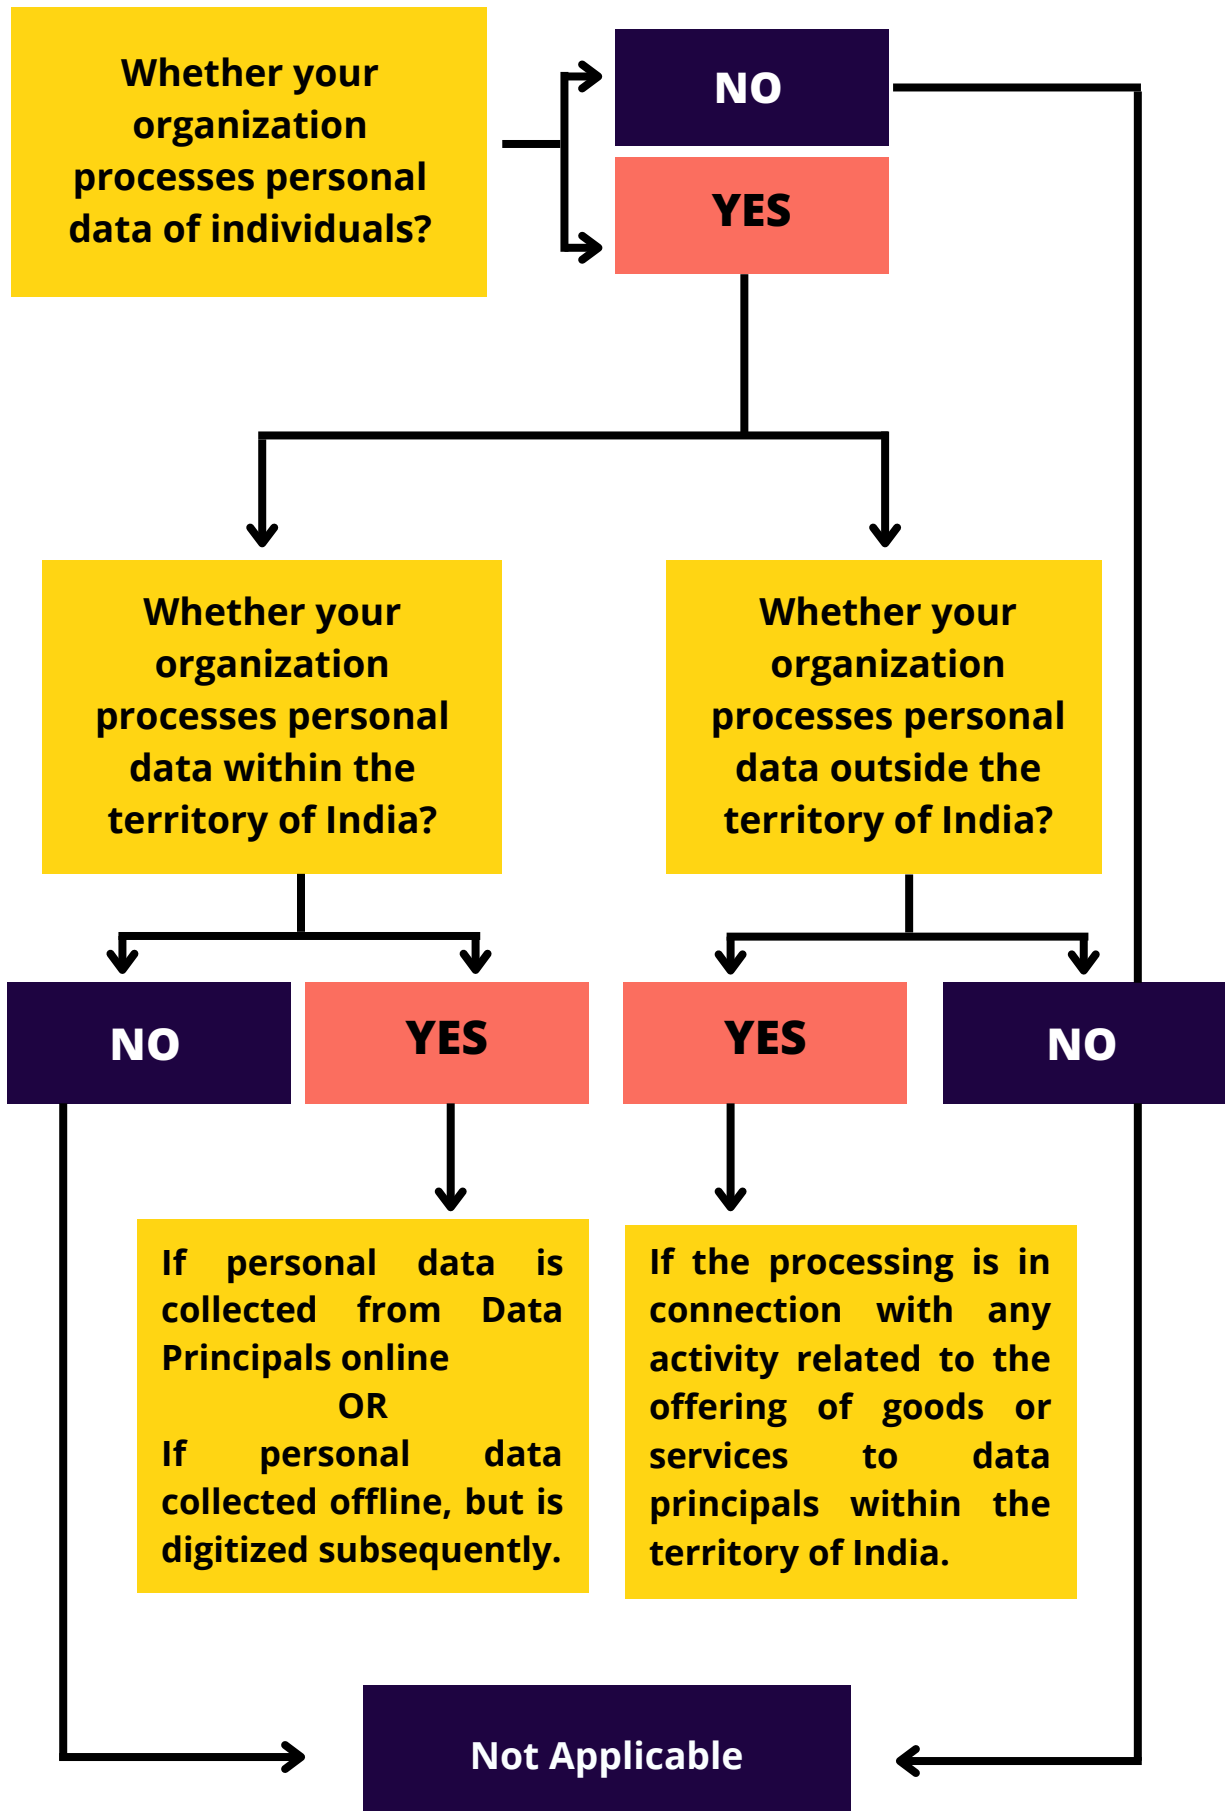 Whether your
organization
processes personal
data of individuals?
NO
YES
Whether your
organization
processes personal
data within the
territory of India?
Whether your
organization
processes personal
data outside the
territory of India?
NO
YES
YES
NO
If personal data is
collected from Data
Principals online
OR
If personal data
collected offline, but is
digitized subsequently.
If the processing is in
connection with any
activity related to the
offering of goods or
services to data
principals within the
territory of India.
Not Applicable